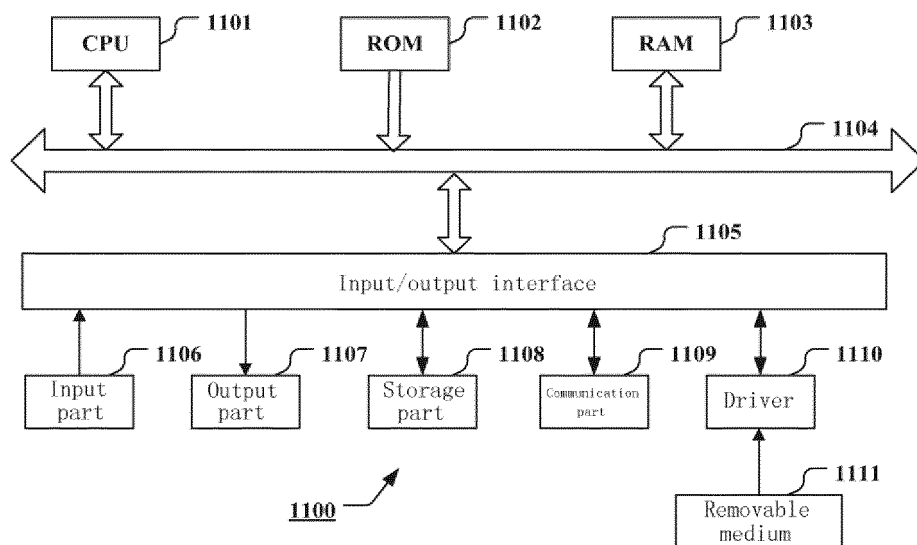 1101
CPU
1102
ROM
1103
RAM
1104
1105
Input/output interface
1106
Input
part
1107
Output
part
1108
Storage
part
1109
Communication
part
1110
Driver
1100
1111
Removable
medium